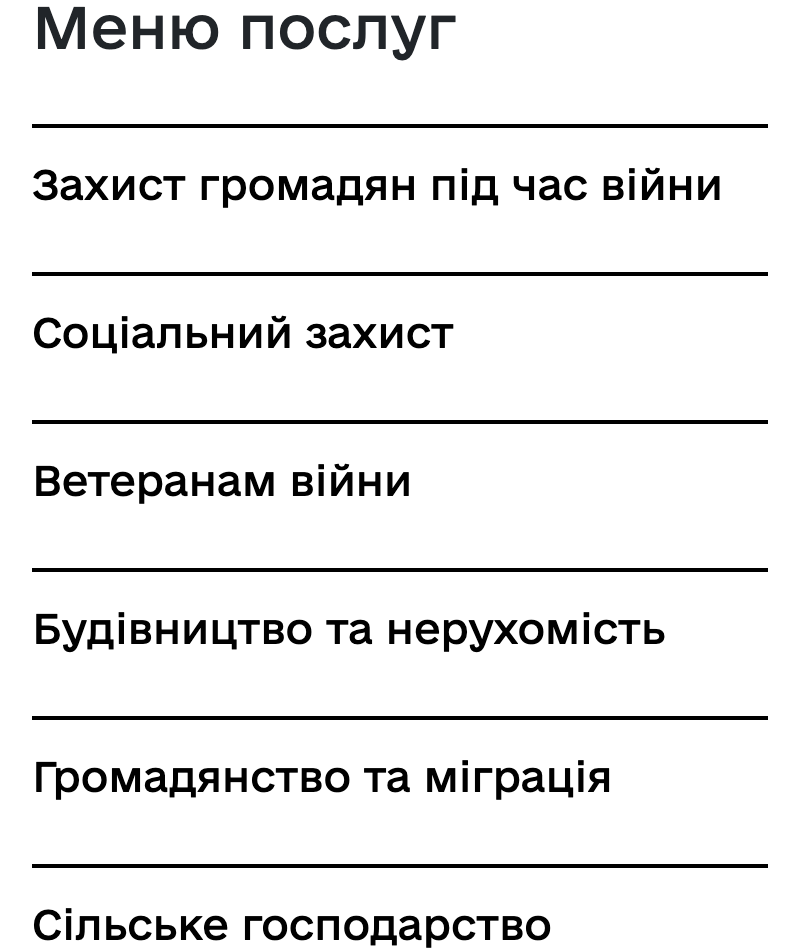 Меню послуг
Захист громадян під час війни
Соціальний захист
Ветеранам війни
Будівництво та нерухомість
Громадянство та міграція
Сільське господарство